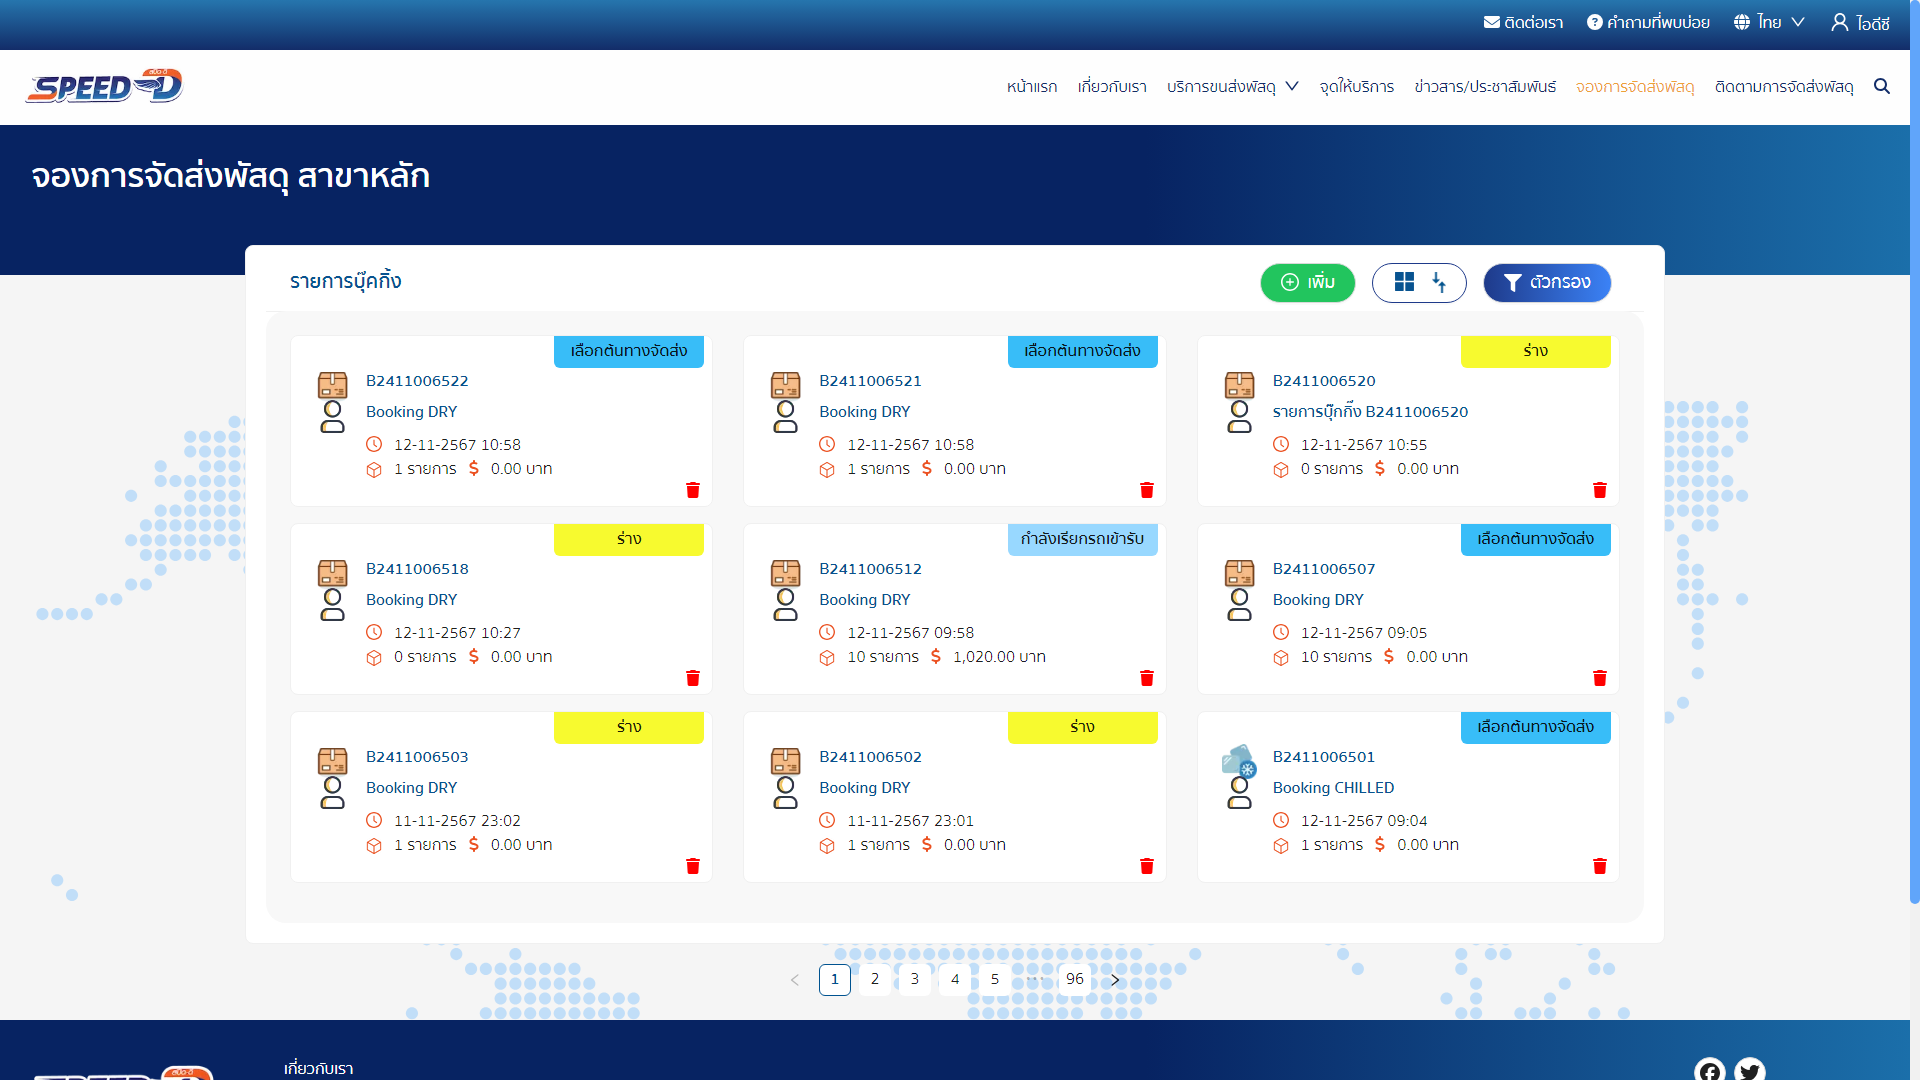 ติดต่อเรา คำถามที่พบบ่อย ไทย ไอดีซี
SPEED-D สปีด-ดี
หน้าแรก เกี่ยวกับเรา บริการขนส่งพัสดุ จุดให้บริการ ข่าวสาร/ประชาสัมพันธ์ จองการจัดส่งพัสดุ ติดตามการจัดส่งพัสดุ
จองการจัดส่งพัสดุ สาขาหลัก
รายการบุ๊คกิ้ง เพิ่ม ตัวกรอง
เลือกต้นทางจัดส่ง
B2411006522
Booking DRY
12-11-2567 10:58
1 รายการ $ 0.00 บาท
เลือกต้นทางจัดส่ง
B2411006521
Booking DRY
12-11-2567 10:58
1 รายการ $ 0.00 บาท
ร่าง
B2411006520
รายการบุ๊กกิ๊ง B2411006520
12-11-2567 10:55
0 รายการ $ 0.00 บาท
ร่าง
B2411006518
Booking DRY
12-11-2567 10:27
0 รายการ $ 0.00 บาท
กำลังเรียกรถเข้ารับ
B2411006512
Booking DRY
12-11-2567 09:58
10 รายการ $ 1,020.00 บาท
เลือกต้นทางจัดส่ง
B2411006507
Booking DRY
12-11-2567 09:05
10 รายการ $ 0.00 บาท
ร่าง
B2411006503
Booking DRY
11-11-2567 23:02
1 รายการ $ 0.00 บาท
ร่าง
B2411006502
Booking DRY
11-11-2567 23:01
1 รายการ $ 0.00 บาท
เลือกต้นทางจัดส่ง
B2411006501
Booking CHILLED
12-11-2567 09:04
1 รายการ $ 0.00 บาท
< 1 2 3 4 5 ••• 96 >
เกี่ยวกับเรา